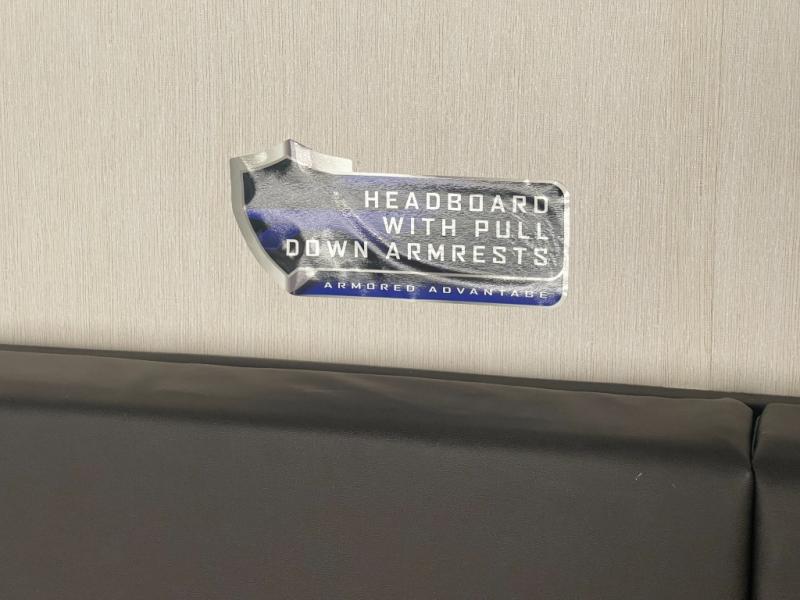 HEADBOARD
WITH PULL
DOWN ARMRESTS
ARMORED ADVANTAGE